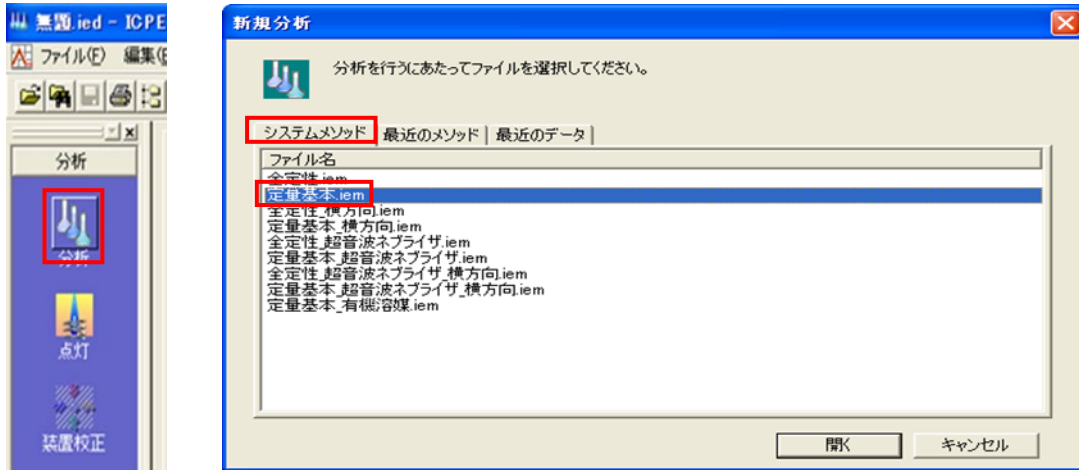 無題.ied - ICPE
ファイル(F) 編集(E
分析
分析
点灯
装置校正
新規分析
分析を行うにあたってファイルを選択してください。
システムメソッド 最近のメソッド 最近のデータ
ファイル名
全定性.iem
定量基本.iem
全定性_横方向.iem
定量基本_横方向.iem
全定性_超音波ネブライザ.iem
定量基本_超音波ネブライザ.iem
全定性_超音波ネブライザ_横方向.iem
定量基本_超音波ネブライザ_横方向.iem
定量基本_有機溶媒.iem
開く キャンセル